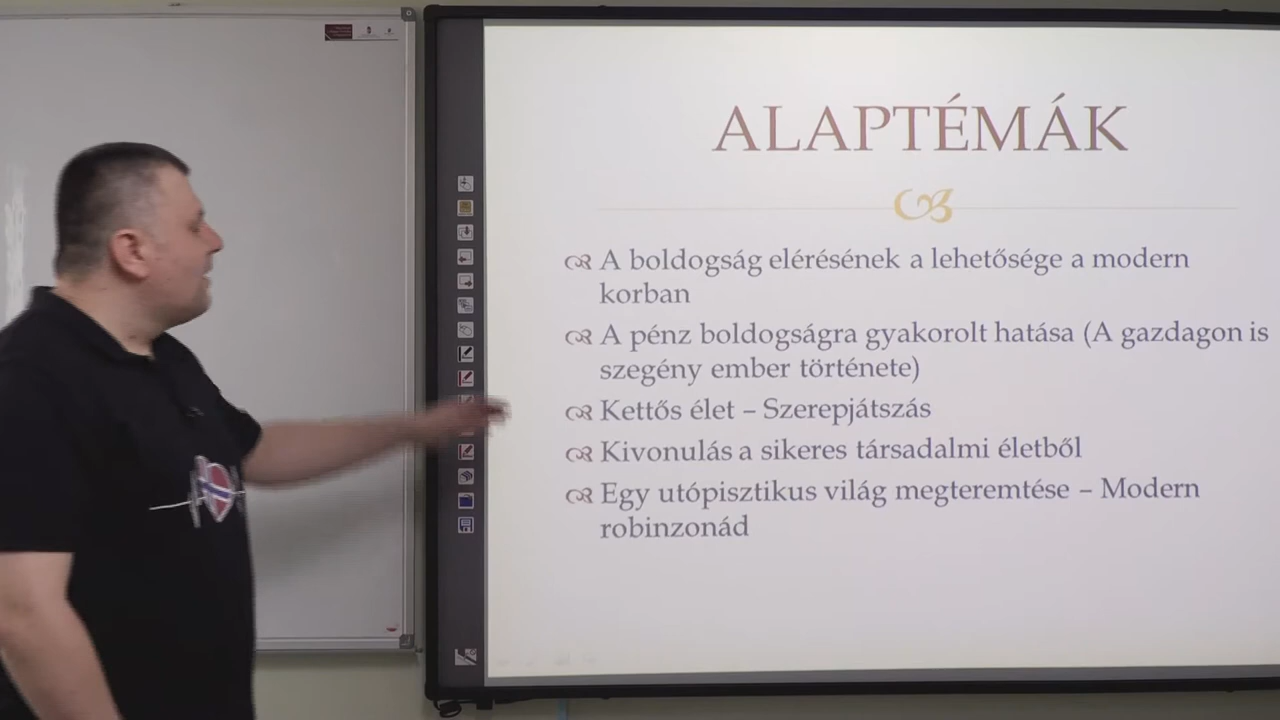 ALAPTÉMÁK
A boldogság elérésének a lehetősége a modern
korban
A pénz boldogságra gyakorolt hatása (A gazdagon is
szegény ember története)
Kettős élet – Szerepjátszás
Kivonulás a sikeres társadalmi életből
Egy utópisztikus világ megteremtése – Modern
robinzonád